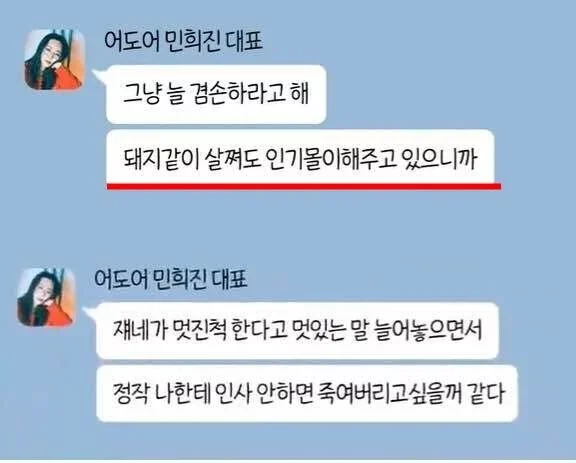 어도어 민희진 대표
그냥 늘 겸손하라고 해
돼지같이 살쪄도 인기몰이해주고 있으니까
어도어 민희진 대표
쟤네가 멋진척 한다고 멋있는 말 늘어놓으면서
정작 나한테 인사 안하면 죽여버리고싶을꺼 같다